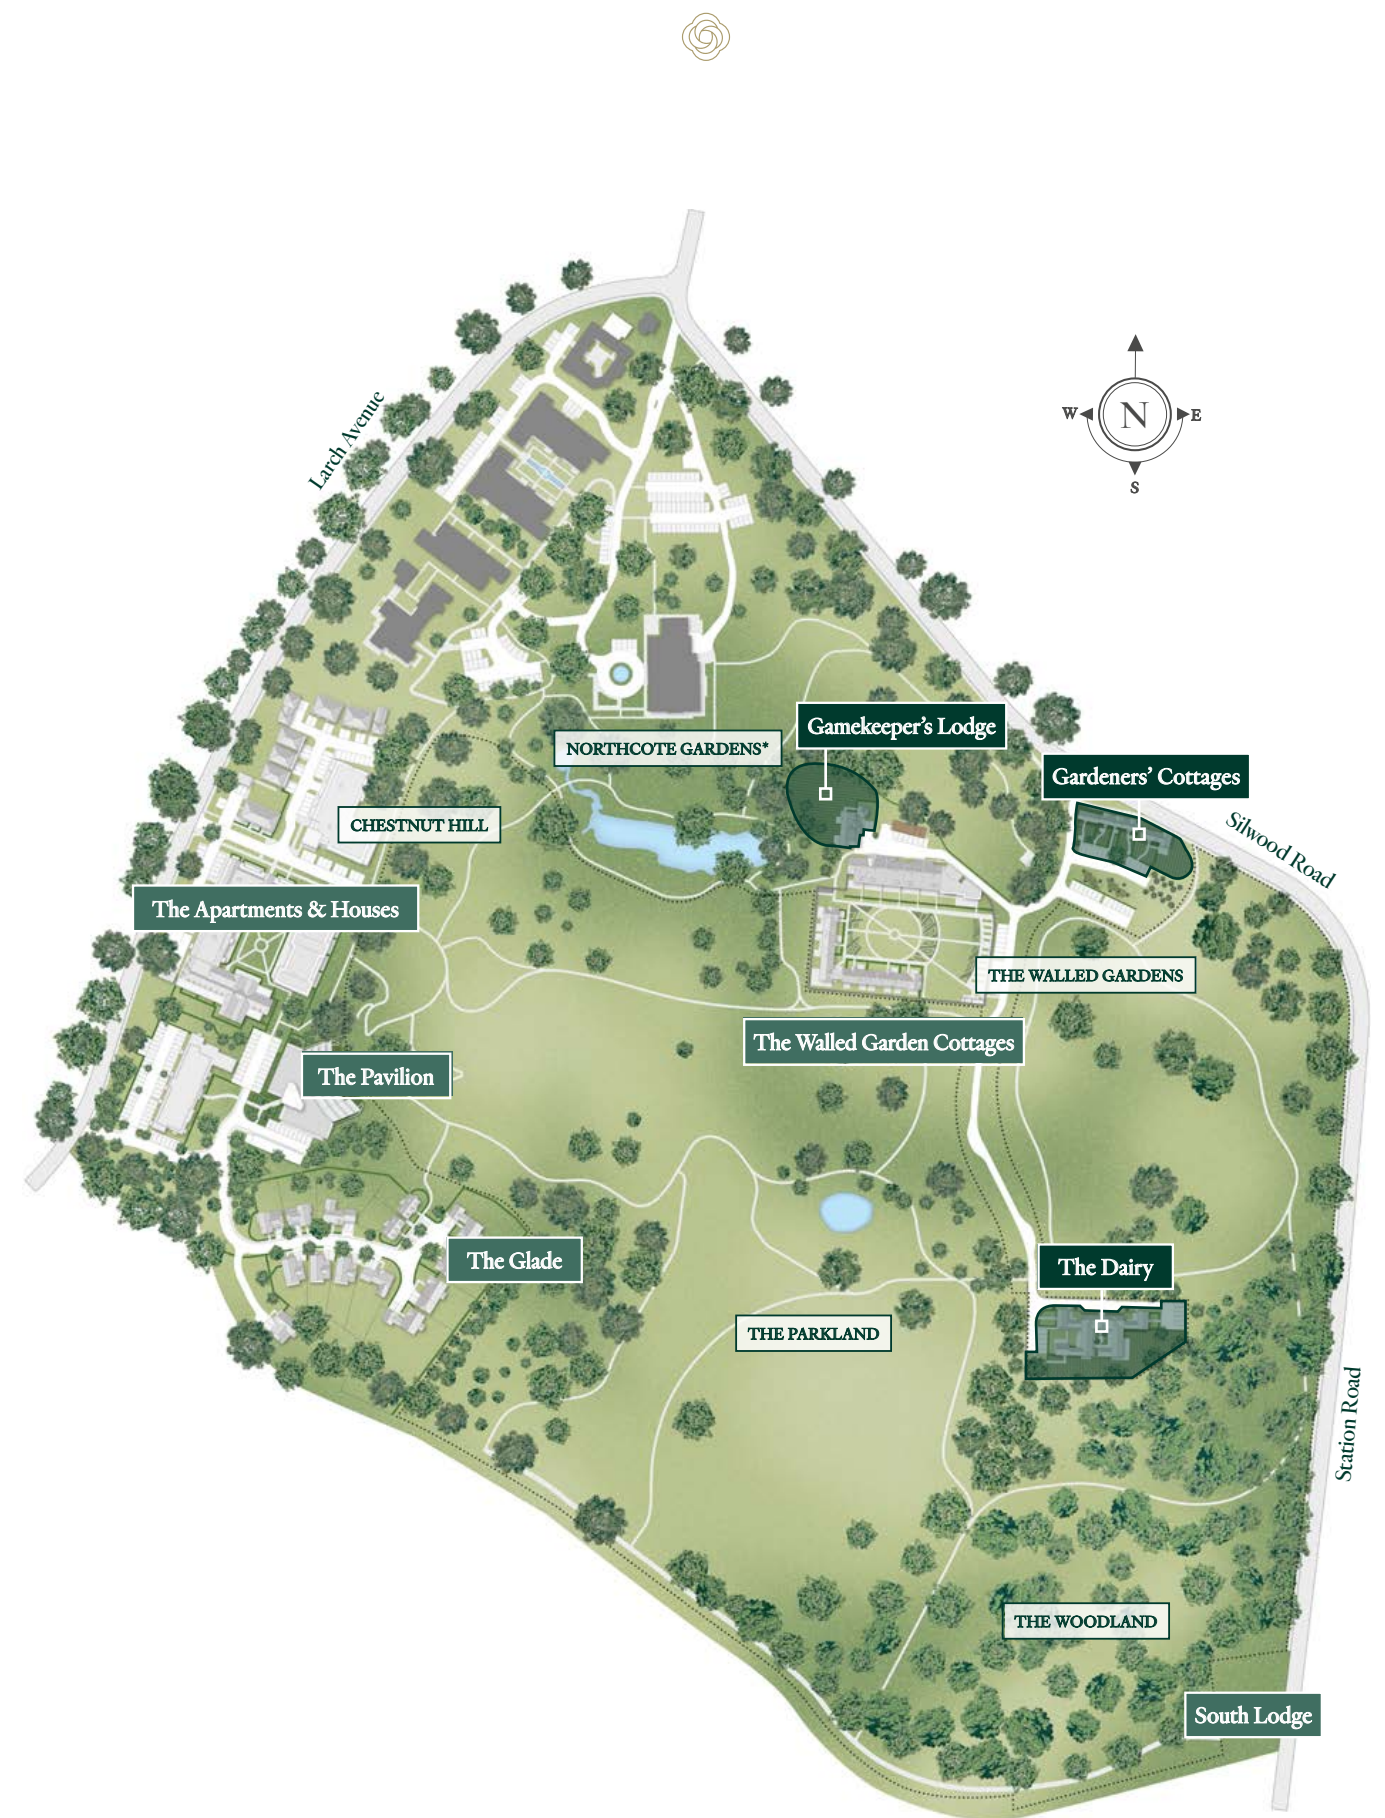 Larch Avenue
N
W
E
S
Gamekeeper’s Lodge
NORTHCOTE GARDENS*
Gardeners’ Cottages
CHESTNUT HILL
Silwood Road
The Apartments & Houses
THE WALLED GARDENS
The Walled Garden Cottages
The Pavilion
The Glade
The Dairy
THE PARKLAND
Station Road
THE WOODLAND
South Lodge